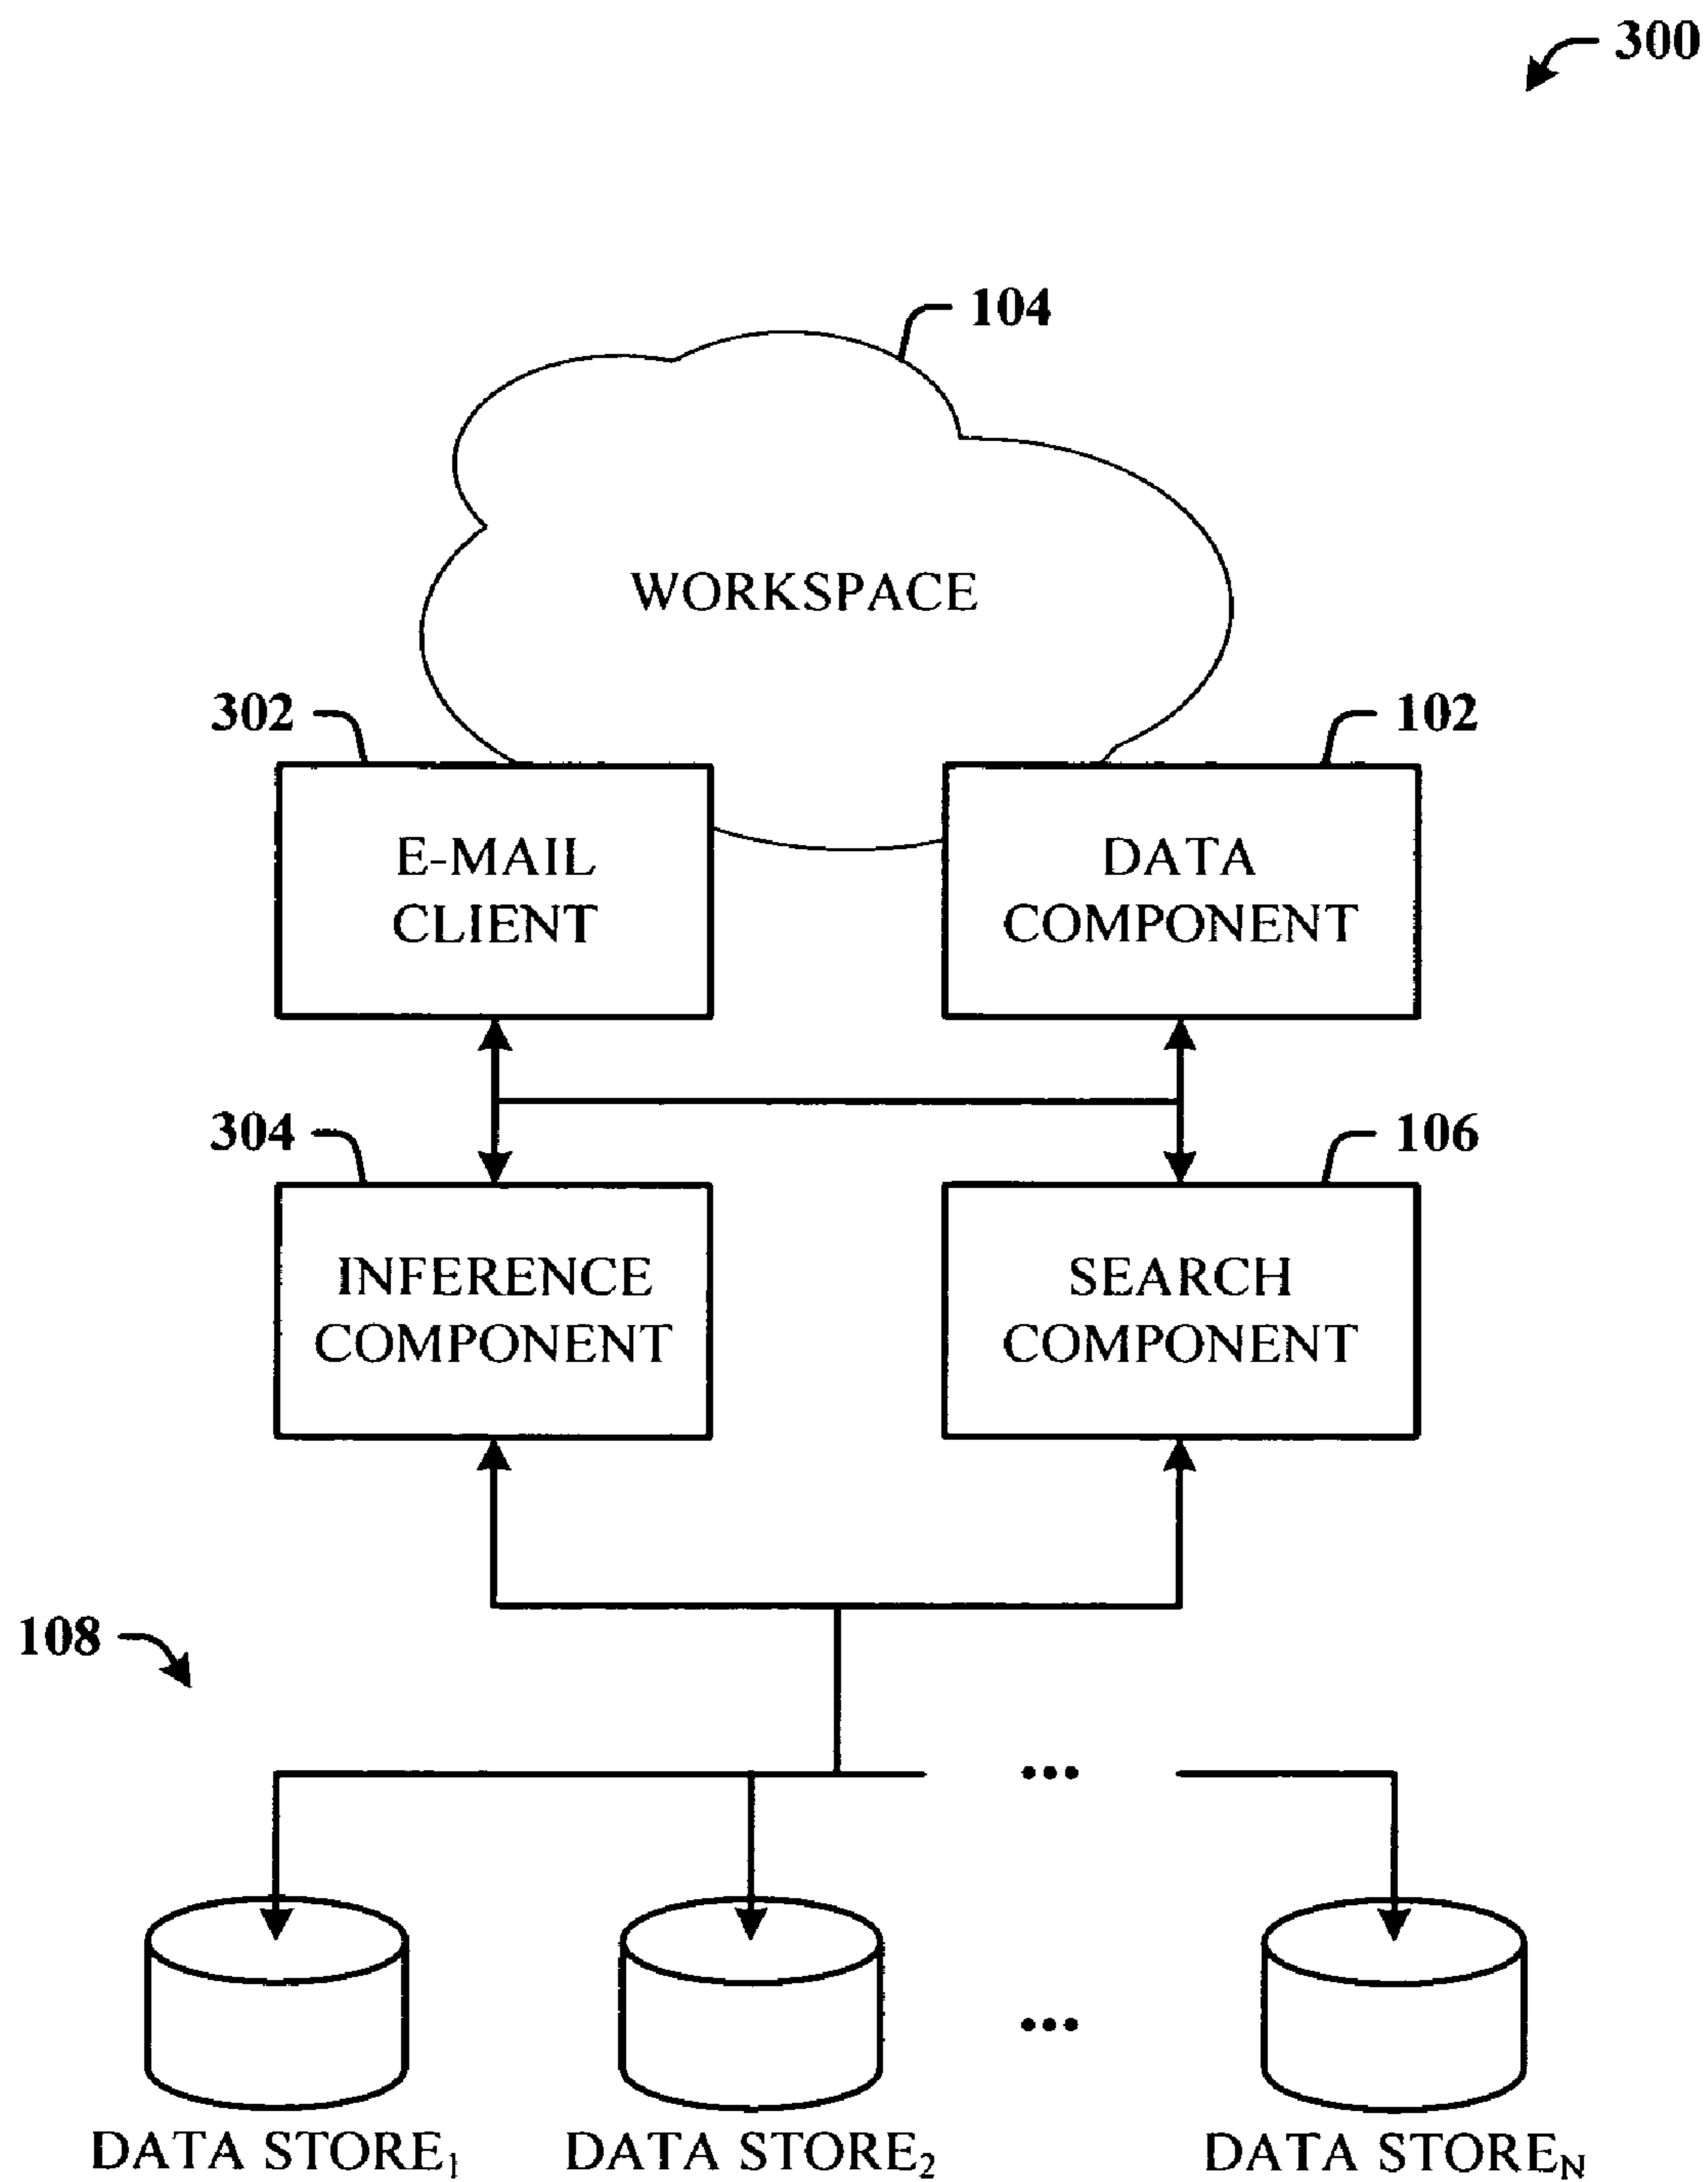 300
104
WORKSPACE
302
102
E-MAIL
CLIENT
DATA
COMPONENT
304
106
INFERENCE
COMPONENT
SEARCH
COMPONENT
108
...
...
DATA STORE₁
DATA STORE₂
DATA STORE_N